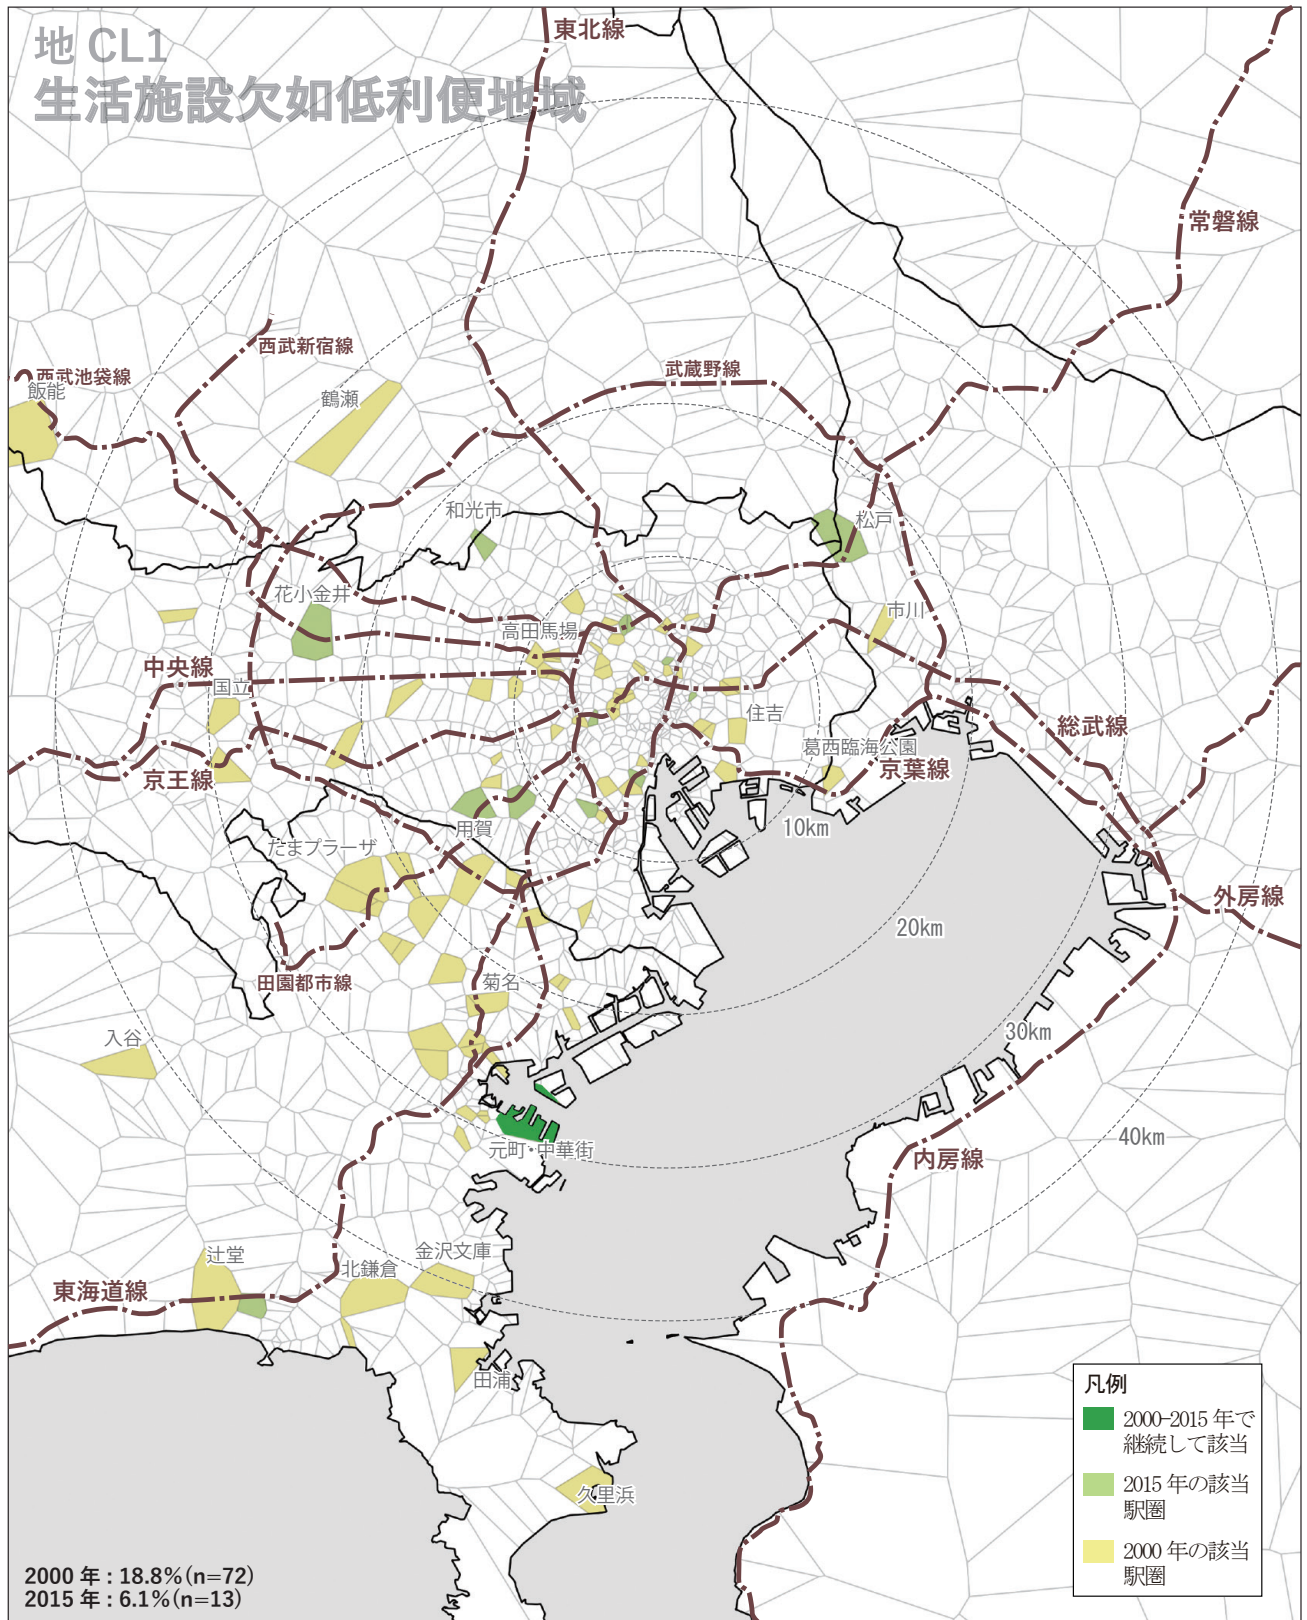 地 CL1
生活施設欠如低利便地域
東北線
常磐線
西武新宿線
武蔵野線
西武池袋線
飯能
鶴瀬
和光市
松戸
花小金井
市川
高田馬場
中央線
国立
住吉
総武線
葛西臨海公園
京葉線
京王線
10km
用賀
たまプラーザ
外房線
20km
田園都市線
菊名
入谷
30km
40km
元町・中華街
内房線
辻堂
金沢文庫
北鎌倉
東海道線
田浦
久里浜
凡例
2000-2015 年で
継続して該当
2015 年の該当
駅圏
2000 年の該当
駅圏
2000 年 : 18.8%(n=72)
2015 年 : 6.1%(n=13)